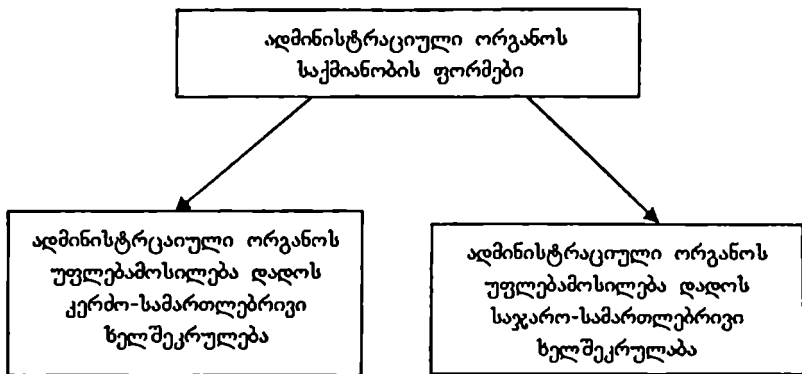 ადმინისტრაციული ორგანოს
საქმიანობის ფორმები
ადმინისტრცაიული ორგანოს
უფლებამოსილება დადოს
კერძო-სამართლებრივი
ხელშეკრულება
ადმინისტრაციული ორგანოს
უფლებამოსილება დადოს
საჯარო-სამართლებრივი
ხელშეკრულაბა